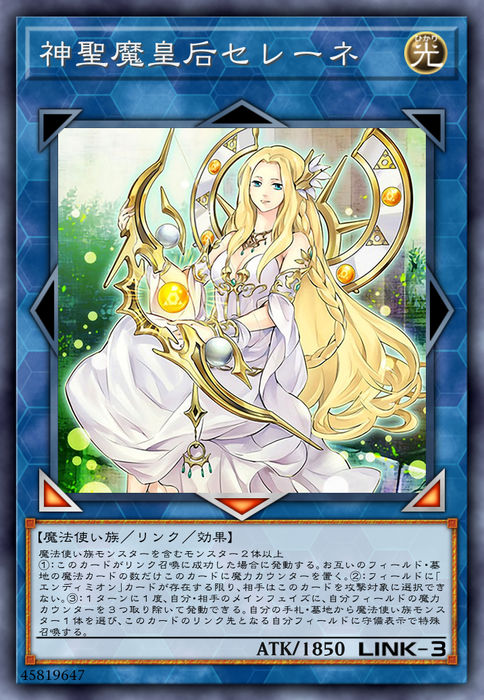 神聖魔皇后セレーネ
ひかり
光
【魔法使い族／リンク／効果】
魔法使い族モンスターを含むモンスター２体以上
①：このカードがリンク召喚に成功した場合に発動する。お互いのフィールド・墓
地の魔法カードの数だけこのカードに魔力カウンターを置く。②：フィールドに「
エンディミオン」カードが存在する限り、相手はこのカードを攻撃対象に選択でき
ない。③：１ターンに１度、自分・相手のメインフェイズに、自分フィールドの魔力
カウンターを３つ取り除いて発動できる。自分の手札・墓地から魔法使い族モンス
ター１体を選び、このカードのリンク先となる自分フィールドに守備表示で特殊
召喚する。
ATK/1850 LINK-3
45819647